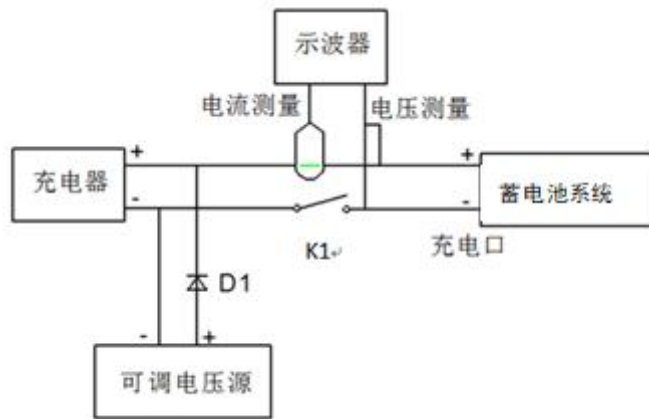 示波器
电流测量
电压测量
+
+
充电器
蓄电池系统
-
-
K1
充电口
D1
-
+
可调电压源